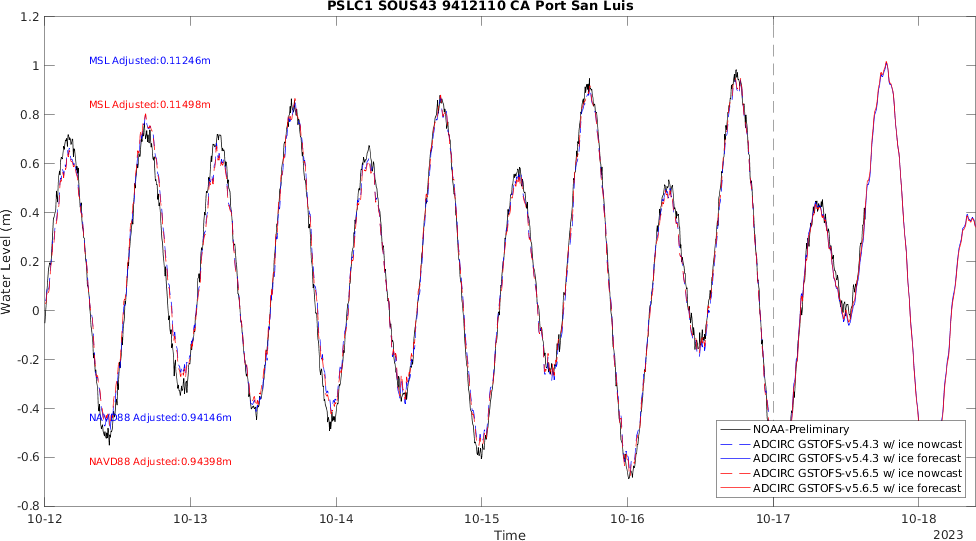 PSLC1 SOUS43 9412110 CA Port San Luis
1.2
1
0.8
0.6
0.4
0.2
0
-0.2
-0.4
-0.6
-0.8
Water Level (m)
MSL Adjusted:0.11246m
MSL Adjusted:0.11498m
NAVD88 Adjusted:0.94146m
NAVD88 Adjusted:0.94398m
NOAA-Preliminary
ADCIRC GSTOFS-v5.4.3 w/ ice nowcast
ADCIRC GSTOFS-v5.4.3 w/ ice forecast
ADCIRC GSTOFS-v5.6.5 w/ ice nowcast
ADCIRC GSTOFS-v5.6.5 w/ ice forecast
10-12 10-13 10-14 10-15 10-16 10-17 10-18
Time
2023